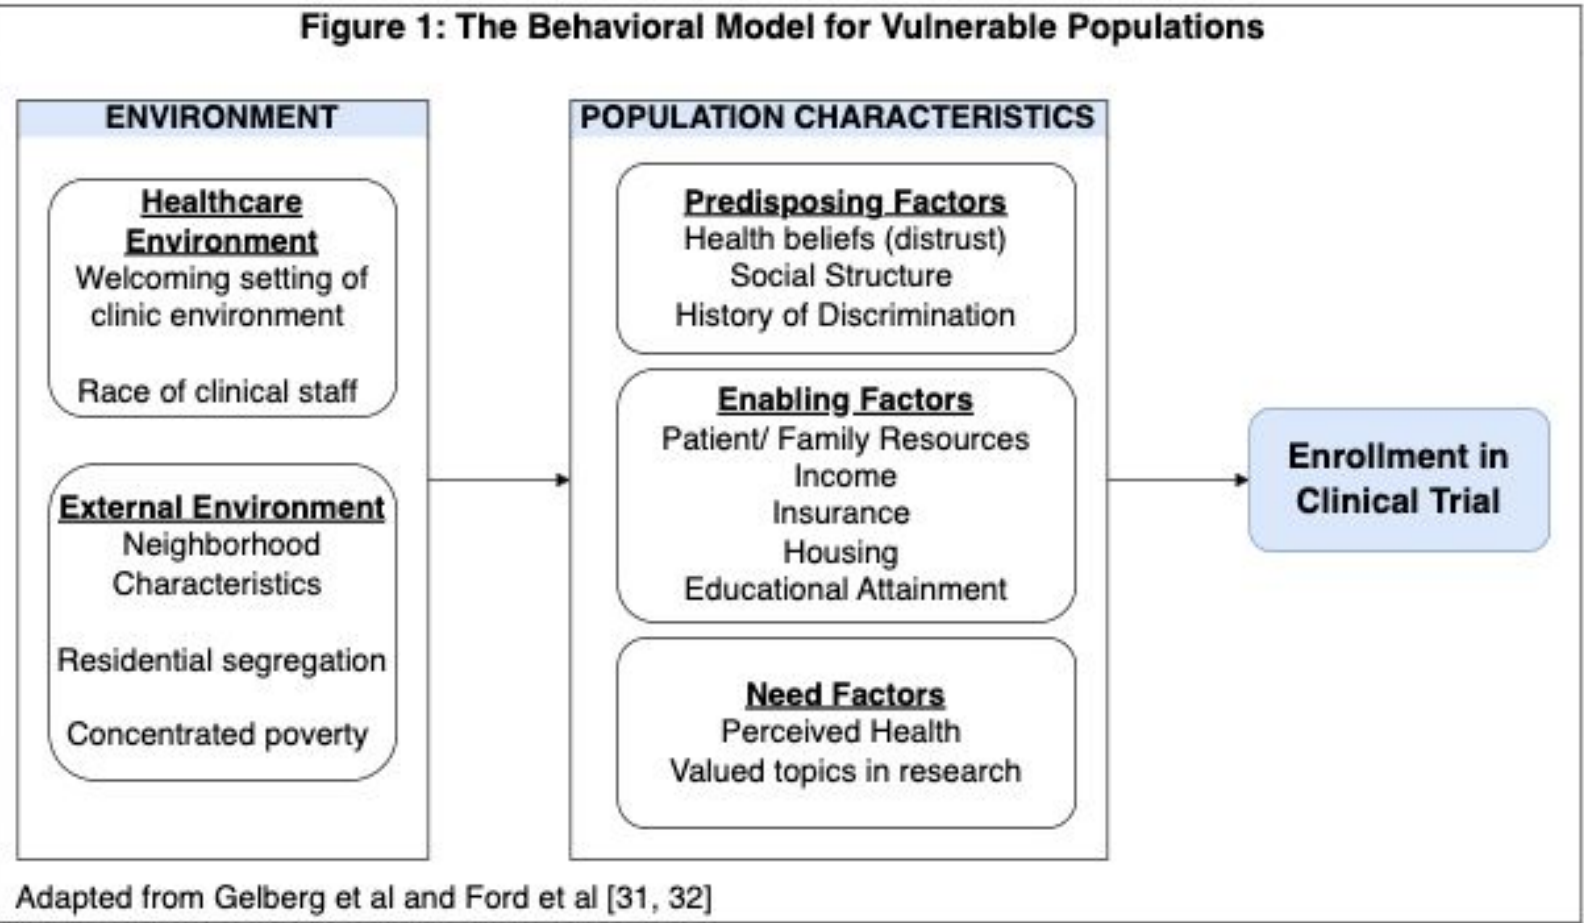 Figure 1: The Behavioral Model for Vulnerable Populations
ENVIRONMENT
Healthcare
Environment
Welcoming setting of
clinic environment
Race of clinical staff
External Environment
Neighborhood
Characteristics
Residential segregation
Concentrated poverty
POPULATION CHARACTERISTICS
Predisposing Factors
Health beliefs (distrust)
Social Structure
History of Discrimination
Enabling Factors
Patient/ Family Resources
Income
Insurance
Housing
Educational Attainment
Need Factors
Perceived Health
Valued topics in research
Enrollment in
Clinical Trial
Adapted from Gelberg et al and Ford et al [31, 32]